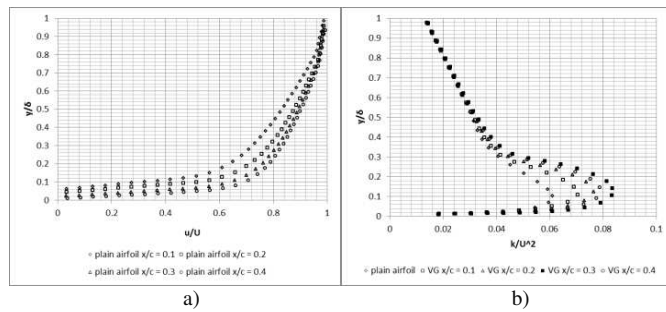 1
0.9
0.8
0.7
0.6
0.5
0.4
0.3
0.2
0.1
0
y/δ
0 0.2 0.4 0.6 0.8 1
u/U
plain airfoil x/c = 0.1 plain airfoil x/c = 0.2
plain airfoil x/c = 0.3 plain airfoil x/c = 0.4
a)
1
0.9
0.8
0.7
0.6
0.5
0.4
0.3
0.2
0.1
0
y/δ
0 0.02 0.04 0.06 0.08 0.1
k/U^2
plain airfoil VG x/c = 0.1 VG x/c = 0.2 VG x/c = 0.3 VG x/c = 0.4
b)